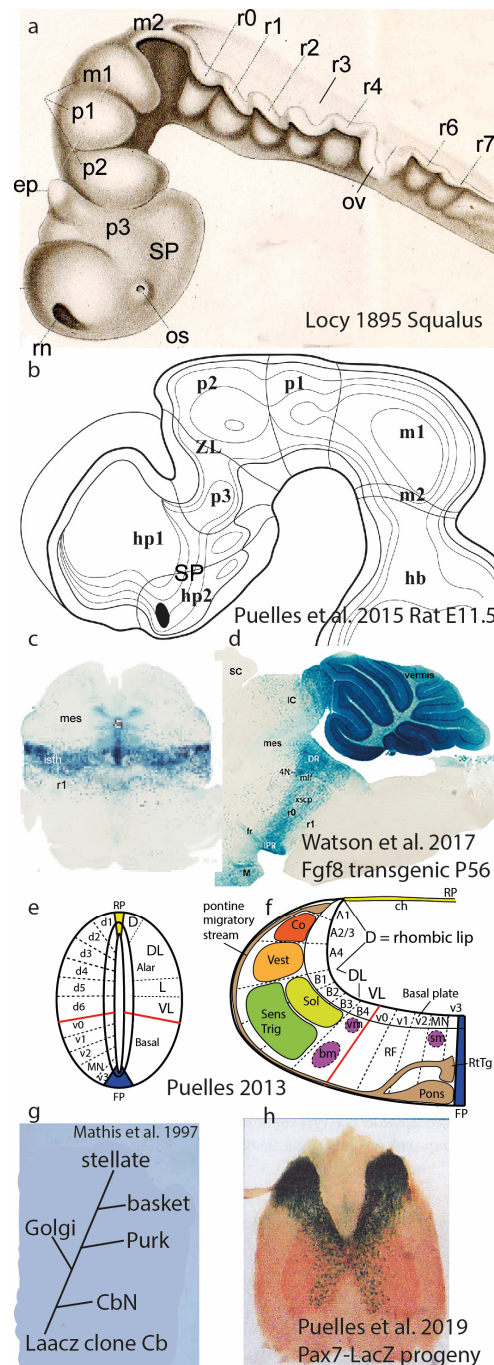 a
m2
r0
r1
r2
r3
r4
m1
p1
r6
r7
p2
ep
ov
p3
SP
rn
os
Locy 1895 Squalus
b
p2
p1
ZL
m1
p3
m2
hp1
SP
hp2
hb
Puelles et al. 2015 Rat E11.5
c
d
SC
vermis
IC
mes
mes
isth
DR
4N
mlf
r1
xscp
r0
r1
fr
IPR
M
Watson et al. 2017
Fgf8 transgenic P56
e
RP
d1
D
d2
d3
DL
d4
Alar
d5
L
d6
VL
v0
v1
Basal
v2
MN
v3
FP
f
RP
pontine
migratory
stream
ch
Co
A1
A2/3
D = rhombic lip
A4
Vest
DL
B1
VL
B2
Basal plate
Sens
Trig
Sol
B3
B4
v0
v1
v2
MN
v3
vm
sm
bm
RF
RtTg
Pons
FP
Puelles 2013
g
Mathis et al. 1997
stellate
basket
Golgi
Purk
CbN
Laacz clone Cb
h
Puelles et al. 2019
Pax7-LacZ progeny